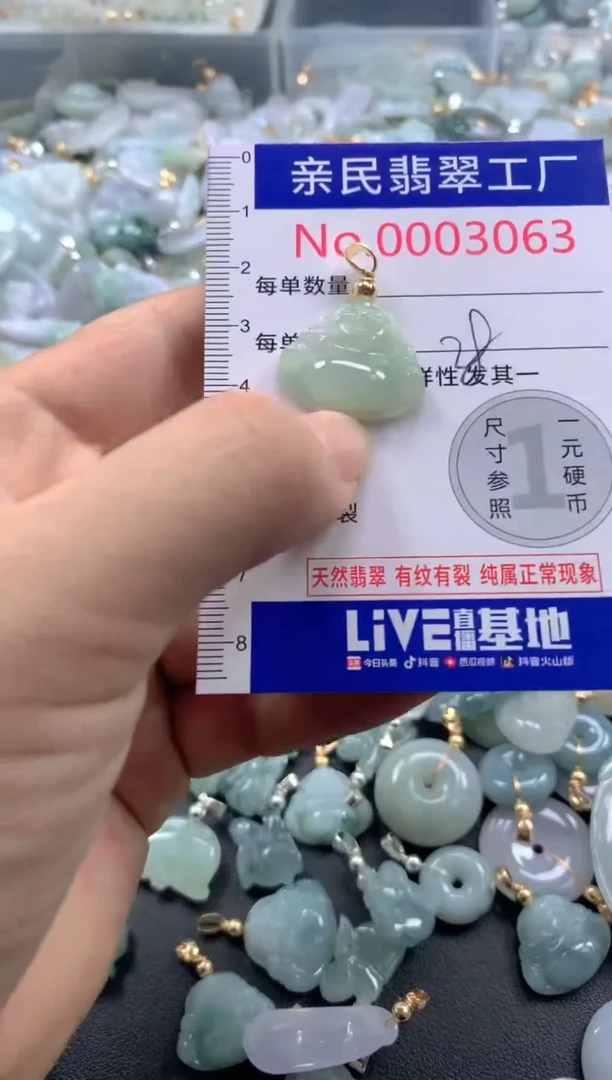 亲民翡翠工厂
No.0003063
每单数量
每单
28
样性发其一
尺寸参照
1
一元硬币
裂
天然翡翠 有纹有裂 纯属正常现象
LiVE直播基地
头条 今日头条 抖音 西瓜视频 抖音火山版
0
1
2
3
4
7
8